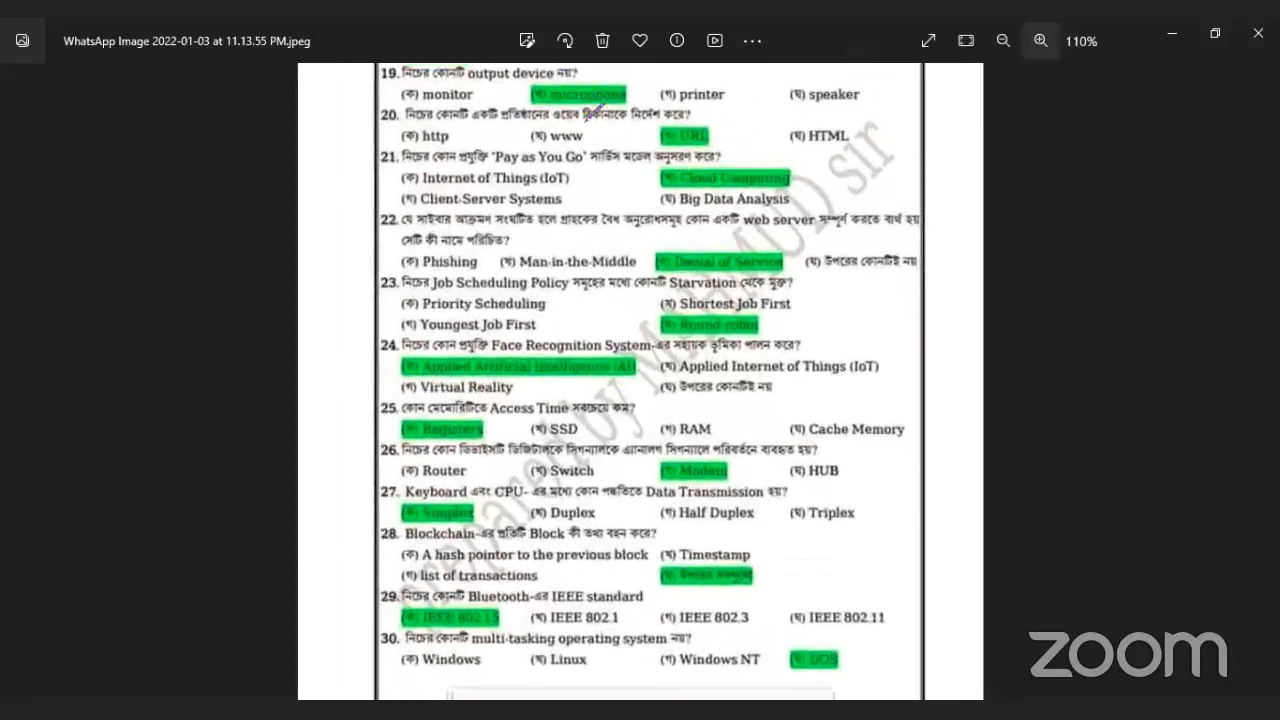 WhatsApp Image 2022-01-03 at 11.13.55 PM.jpeg
110%
19. নিচের কোনটি output device নয়?
(ক) monitor (খ) microphone (গ) printer (ঘ) speaker
20. নিচের কোনটি একটি প্রতিষ্ঠানের ওয়েব ঠিকানাকে নির্দেশ করে?
(ক) http (খ) www (গ) URL (ঘ) HTML
21. নিচের কোন প্রযুক্তি 'Pay as You Go' সার্ভিস মডেল অনুসরণ করে?
(ক) Internet of Things (IoT) (খ) Cloud Computing
(গ) Client-Server Systems (ঘ) Big Data Analysis
22. যে সাইবার আক্রমণ সংঘটিত হলে গ্রাহকের বৈধ অনুরোধসমূহ কোন একটি web server সম্পূর্ণ করতে ব্যর্থ হয়
সেটি কী নামে পরিচিত?
(ক) Phishing (খ) Man-in-the-Middle (গ) Denial of Service (ঘ) উপরের কোনটিই নয়
23. নিচের Job Scheduling Policy সমূহের মধ্যে কোনটি Starvation থেকে মুক্ত?
(ক) Priority Scheduling (খ) Shortest Job First
(গ) Youngest Job First (ঘ) Round-robin
24. নিচের কোন প্রযুক্তি Face Recognition System-এর সহায়ক ভূমিকা পালন করে?
(ক) Applied Artificial Intelligence (AI) (খ) Applied Internet of Things (IoT)
(গ) Virtual Reality (ঘ) উপরের কোনটিই নয়
25. কোন মেমোরিটিতে Access Time সবচেয়ে কম?
(ক) Registers (খ) SSD (গ) RAM (ঘ) Cache Memory
26. নিচের কোন ডিভাইসটি ডিজিটালকে সিগন্যালকে এ্যানালগ সিগন্যালে পরিবর্তনে ব্যবহৃত হয়?
(ক) Router (খ) Switch (গ) Modem (ঘ) HUB
27. Keyboard এবং CPU- এর মধ্যে কোন পদ্ধতিতে Data Transmission হয়?
(ক) Simplex (খ) Duplex (গ) Half Duplex (ঘ) Triplex
28. Blockchain-এর প্রতিটি Block কী তথ্য বহন করে?
(ক) A hash pointer to the previous block (খ) Timestamp
(গ) list of transactions (ঘ) উপরের সবগুলো
29. নিচের কোনটি Bluetooth-এর IEEE standard
(ক) IEEE 802.15 (খ) IEEE 802.1 (গ) IEEE 802.3 (ঘ) IEEE 802.11
30. নিচের কোনটি multi-tasking operating system নয়?
(ক) Windows (খ) Linux (গ) Windows NT (ঘ) DOS
prepared by MAHMUD sir
zoom